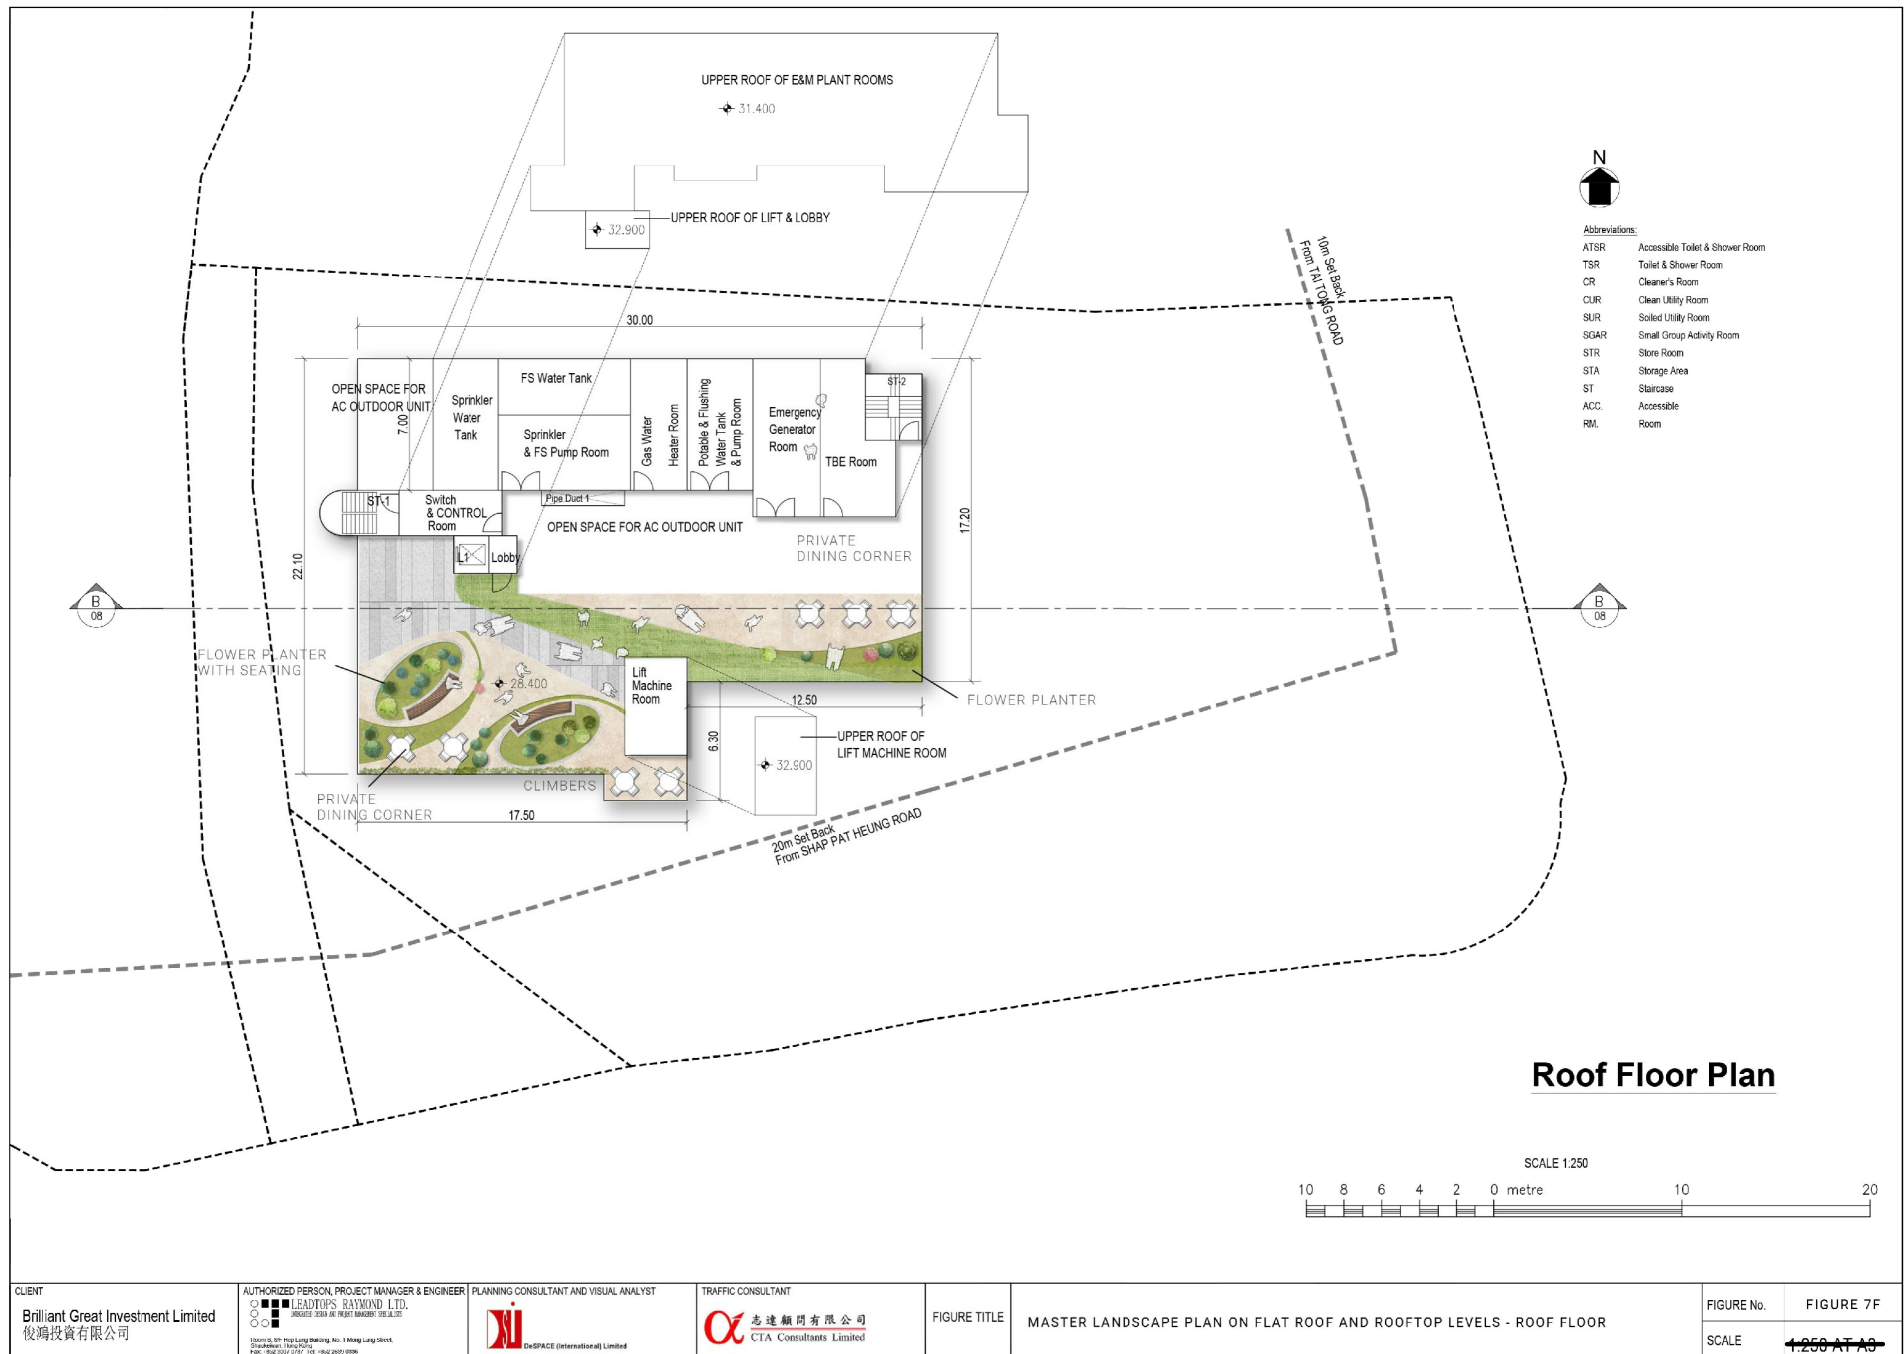 UPPER ROOF OF E&M PLANT ROOMS
31.400
UPPER ROOF OF LIFT & LOBBY
32.900
N
Abbreviations:
ATSR Accessible Toilet & Shower Room
TSR Toilet & Shower Room
CR Cleaner's Room
CUR Clean Utility Room
SUR Soiled Utility Room
SGAR Small Group Activity Room
STR Store Room
STA Storage Area
ST Staircase
ACC. Accessible
RM. Room
10m Set Back
From TAI TONG ROAD
30.00
OPEN SPACE FOR
AC OUTDOOR UNIT
7.00
Sprinkler
Water
Tank
FS Water Tank
Sprinkler
& FS Pump Room
Gas Water
Heater Room
Potable & Flushing
Water Tank
& Pump Room
Emergency
Generator
Room
TBE Room
ST-2
ST-1
Switch
& CONTROL
Room
Pipe Duct 1
OPEN SPACE FOR AC OUTDOOR UNIT
17.20
22.10
L1
Lobby
PRIVATE
DINING CORNER
B
08
B
08
FLOWER PLANTER
WITH SEATING
28.400
Lift
Machine
Room
12.50
FLOWER PLANTER
6.30
UPPER ROOF OF
LIFT MACHINE ROOM
32.900
CLIMBERS
PRIVATE
DINING CORNER
17.50
20m Set Back
From SHAP PAT HEUNG ROAD
Roof Floor Plan
SCALE 1:250
10 8 6 4 2 0 metre 10 20
CLIENT
Brilliant Great Investment Limited
俊鴻投資有限公司
AUTHORIZED PERSON, PROJECT MANAGER & ENGINEER
LEADTOPS RAYMOND LTD.
INTEGRATED DESIGN AND PROJECT MANAGEMENT SPECIALISTS
PLANNING CONSULTANT AND VISUAL ANALYST
DeSPACE (International) Limited
TRAFFIC CONSULTANT
志達顧問有限公司
CTA Consultants Limited
FIGURE TITLE
MASTER LANDSCAPE PLAN ON FLAT ROOF AND ROOFTOP LEVELS - ROOF FLOOR
FIGURE No.
FIGURE 7F
SCALE
1:250 AT A3